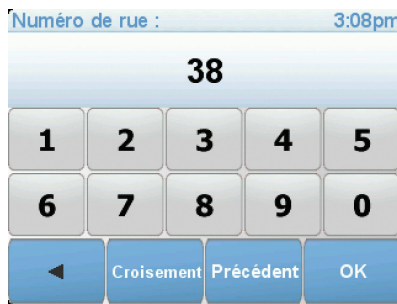 Numéro de rue : 3:08pm
38
1 2 3 4 5
6 7 8 9 0
Croisement Précédent OK